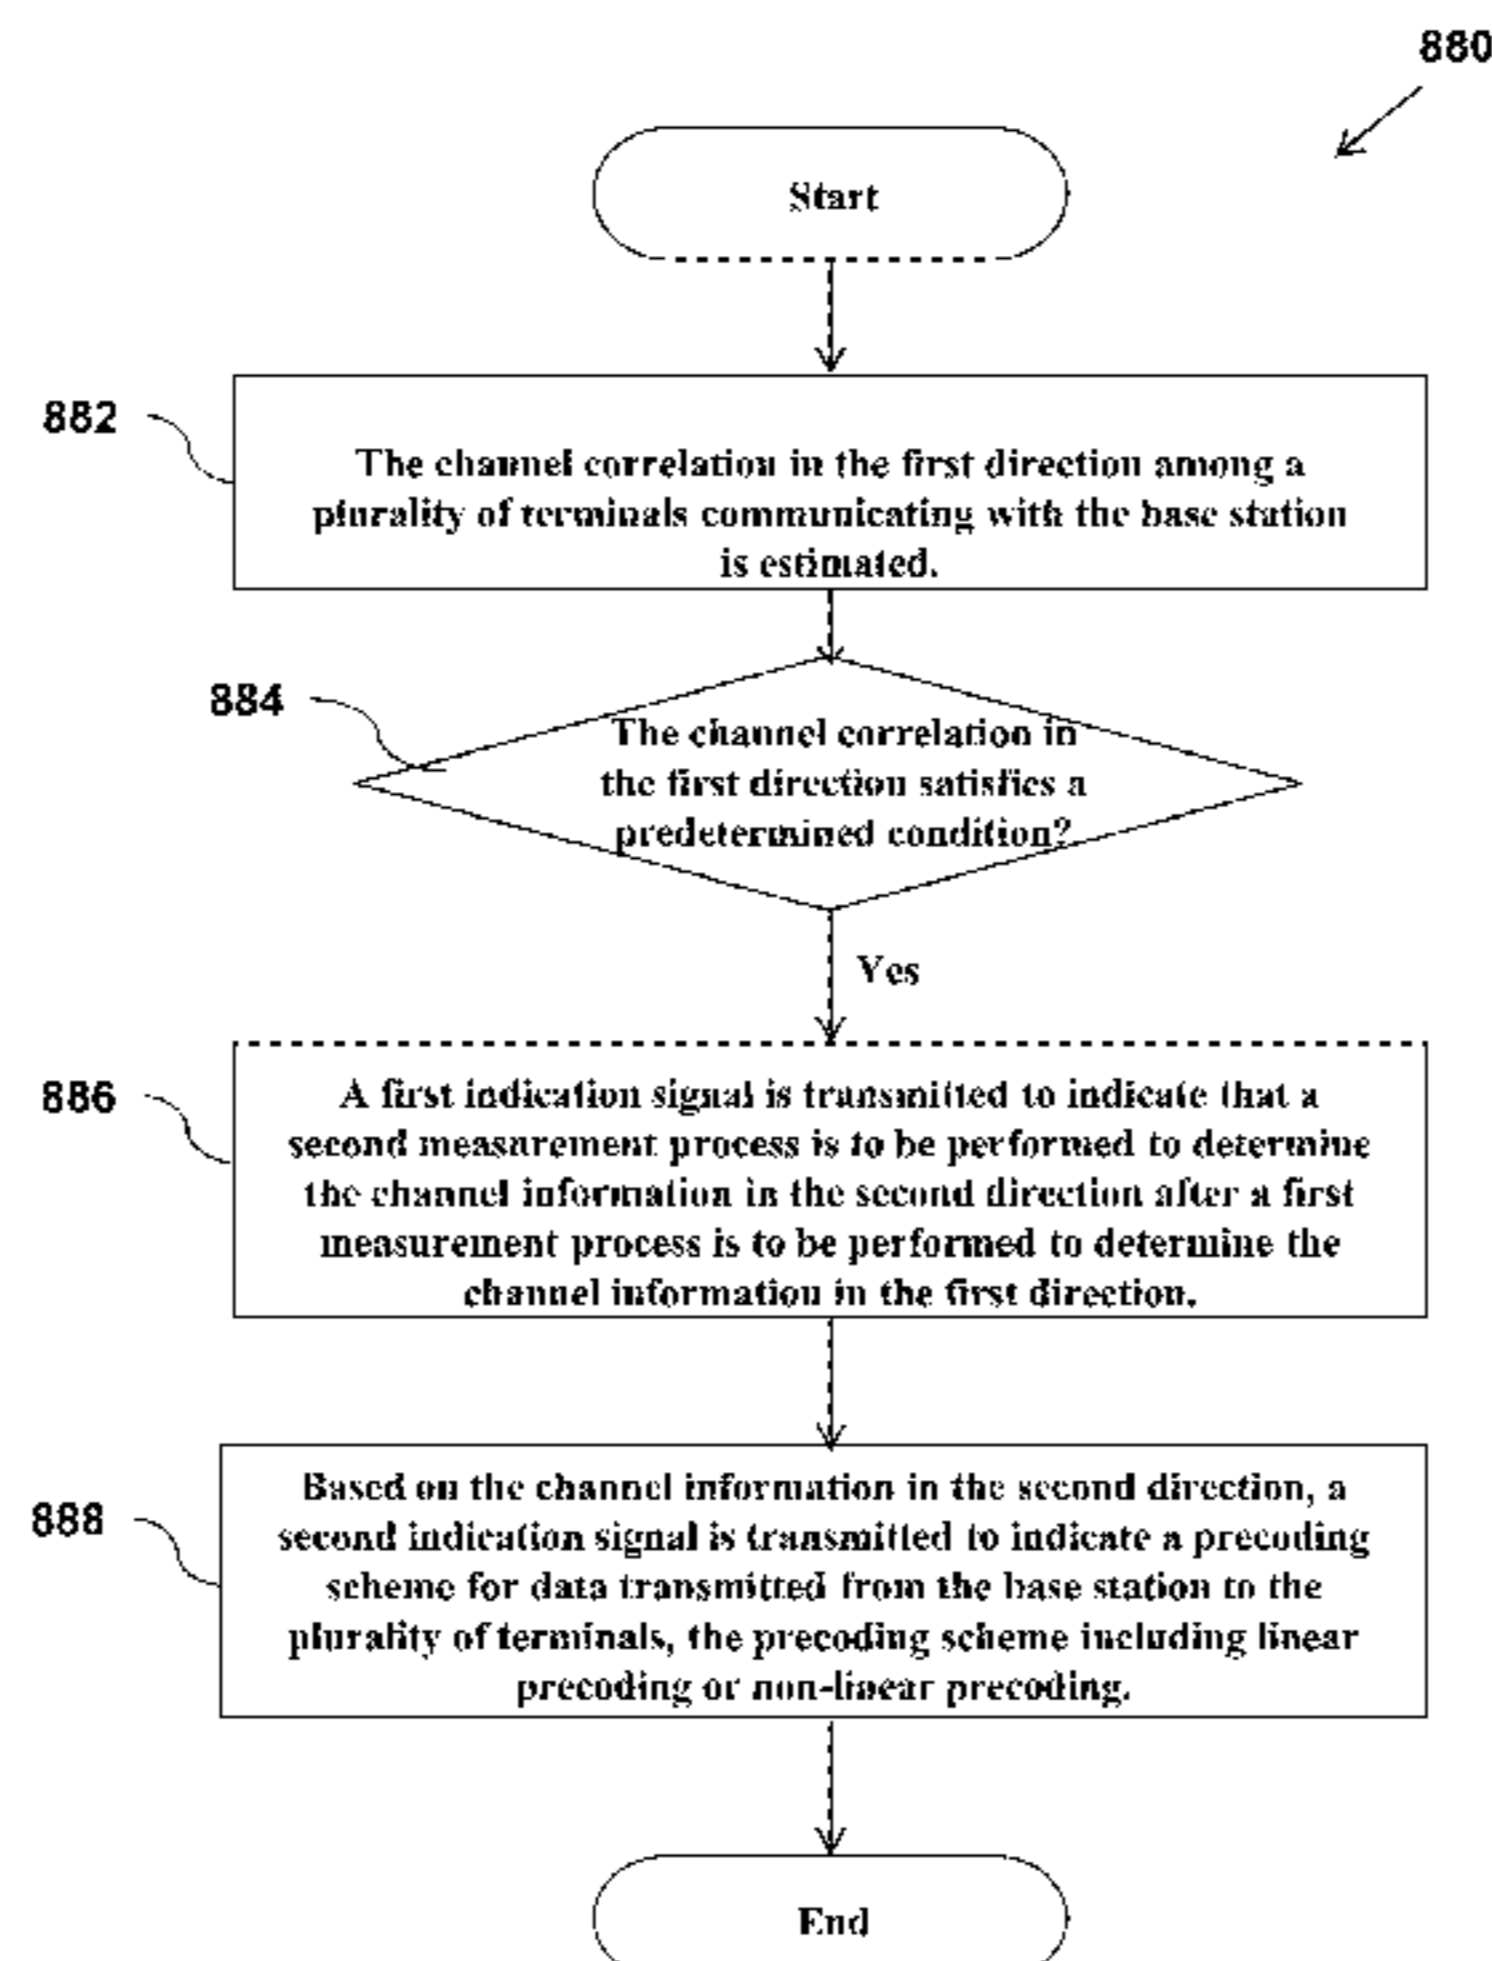 880
Start
882
The channel correlation in the first direction among a
plurality of terminals communicating with the base station
is estimated.
884
The channel correlation in
the first direction satisfies a
predetermined condition?
Yes
886
A first indication signal is transmitted to indicate that a
second measurement process is to be performed to determine
the channel information in the second direction after a first
measurement process is to be performed to determine the
channel information in the first direction.
888
Based on the channel information in the second direction, a
second indication signal is transmitted to indicate a precoding
scheme for data transmitted from the base station to the
plurality of terminals, the precoding scheme including linear
precoding or non-linear precoding.
End